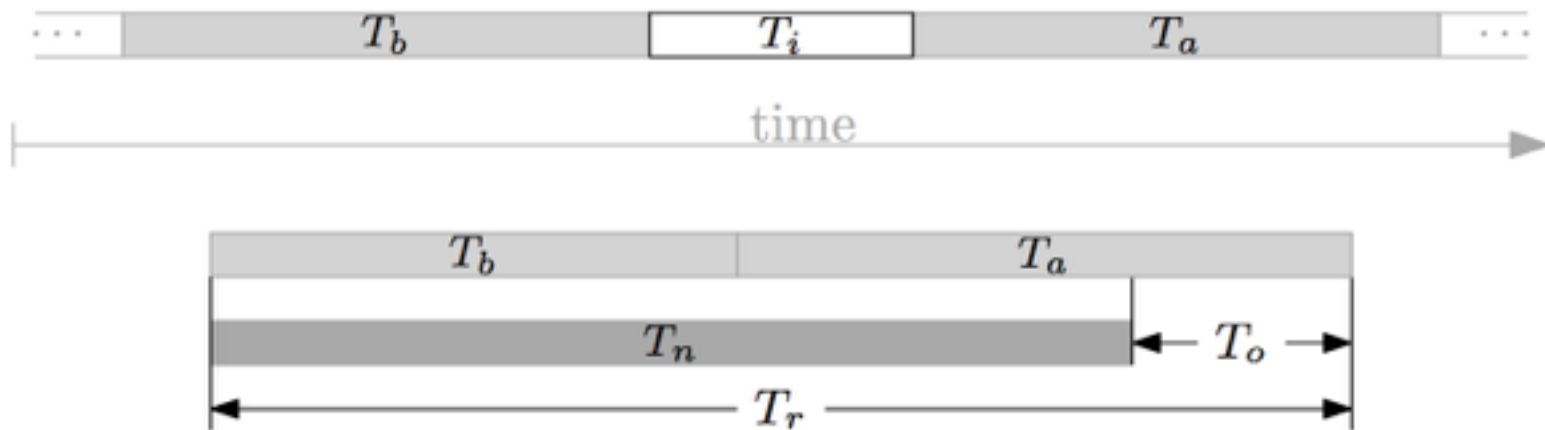 ... T_b T_i T_a ...
time
T_b T_a
T_n T_o
T_r